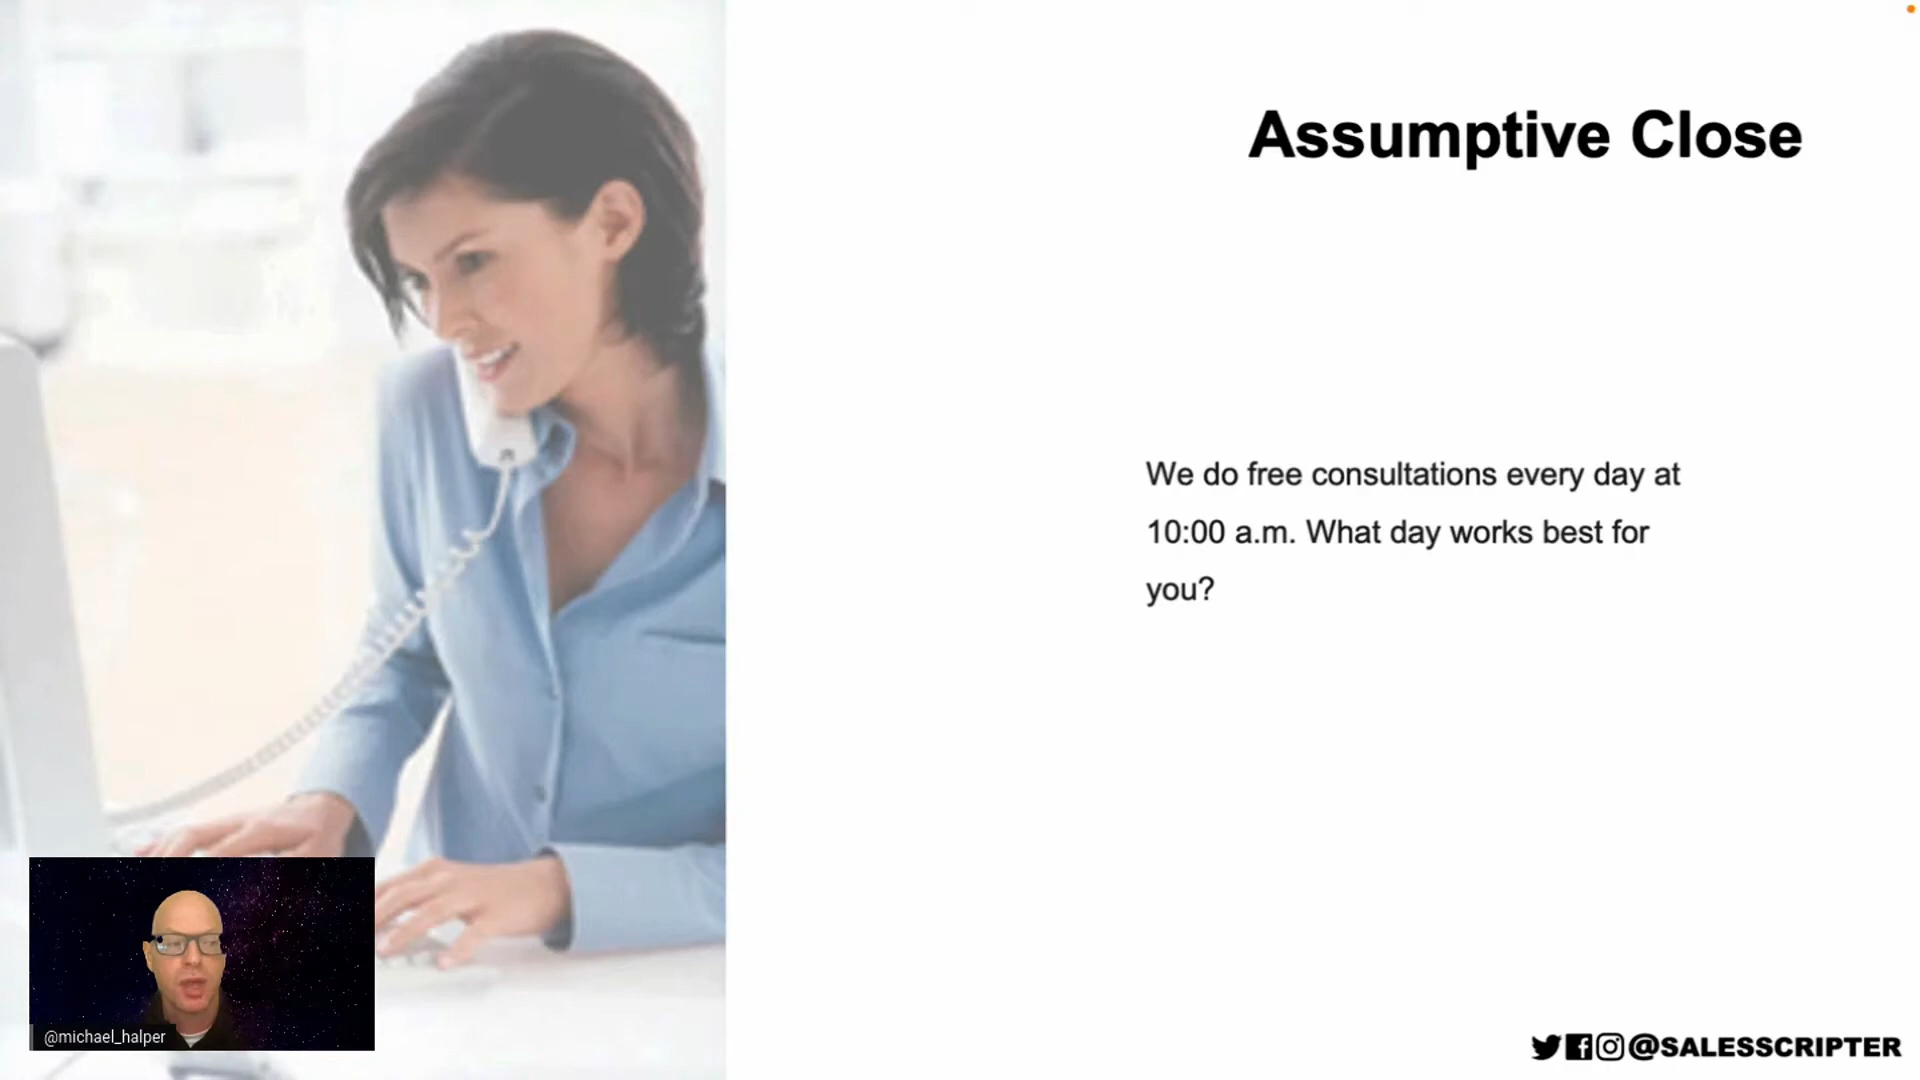 Assumptive Close
We do free consultations every day at
10:00 a.m. What day works best for
you?
@michael_halper
@SALESSCRIPTER